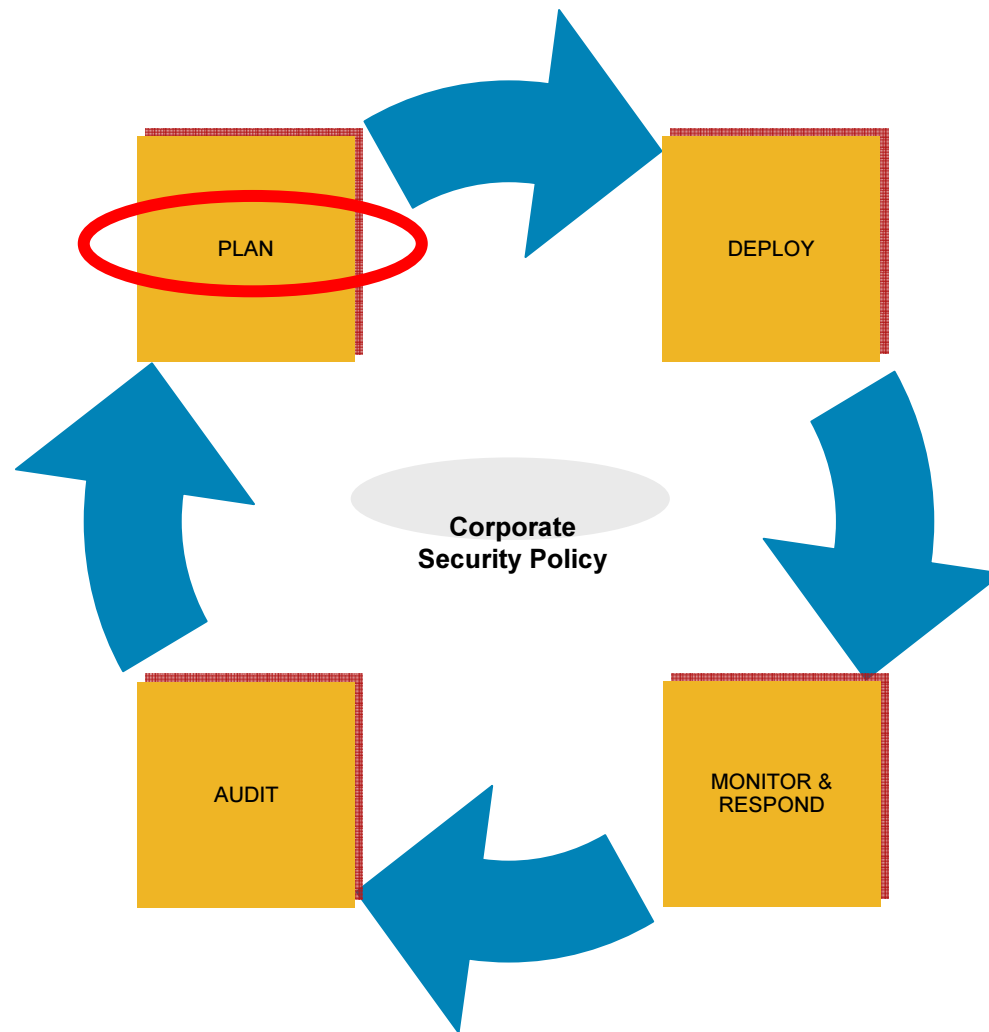 PLAN
DEPLOY
Corporate
Security Policy
AUDIT
MONITOR &
RESPOND